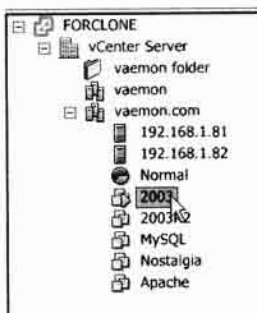 FORCLONE
vCenter Server
vaemon folder
vaemon
vaemon.com
192.168.1.81
192.168.1.82
Normal
2003
MySQL
Nostalgia
Apache